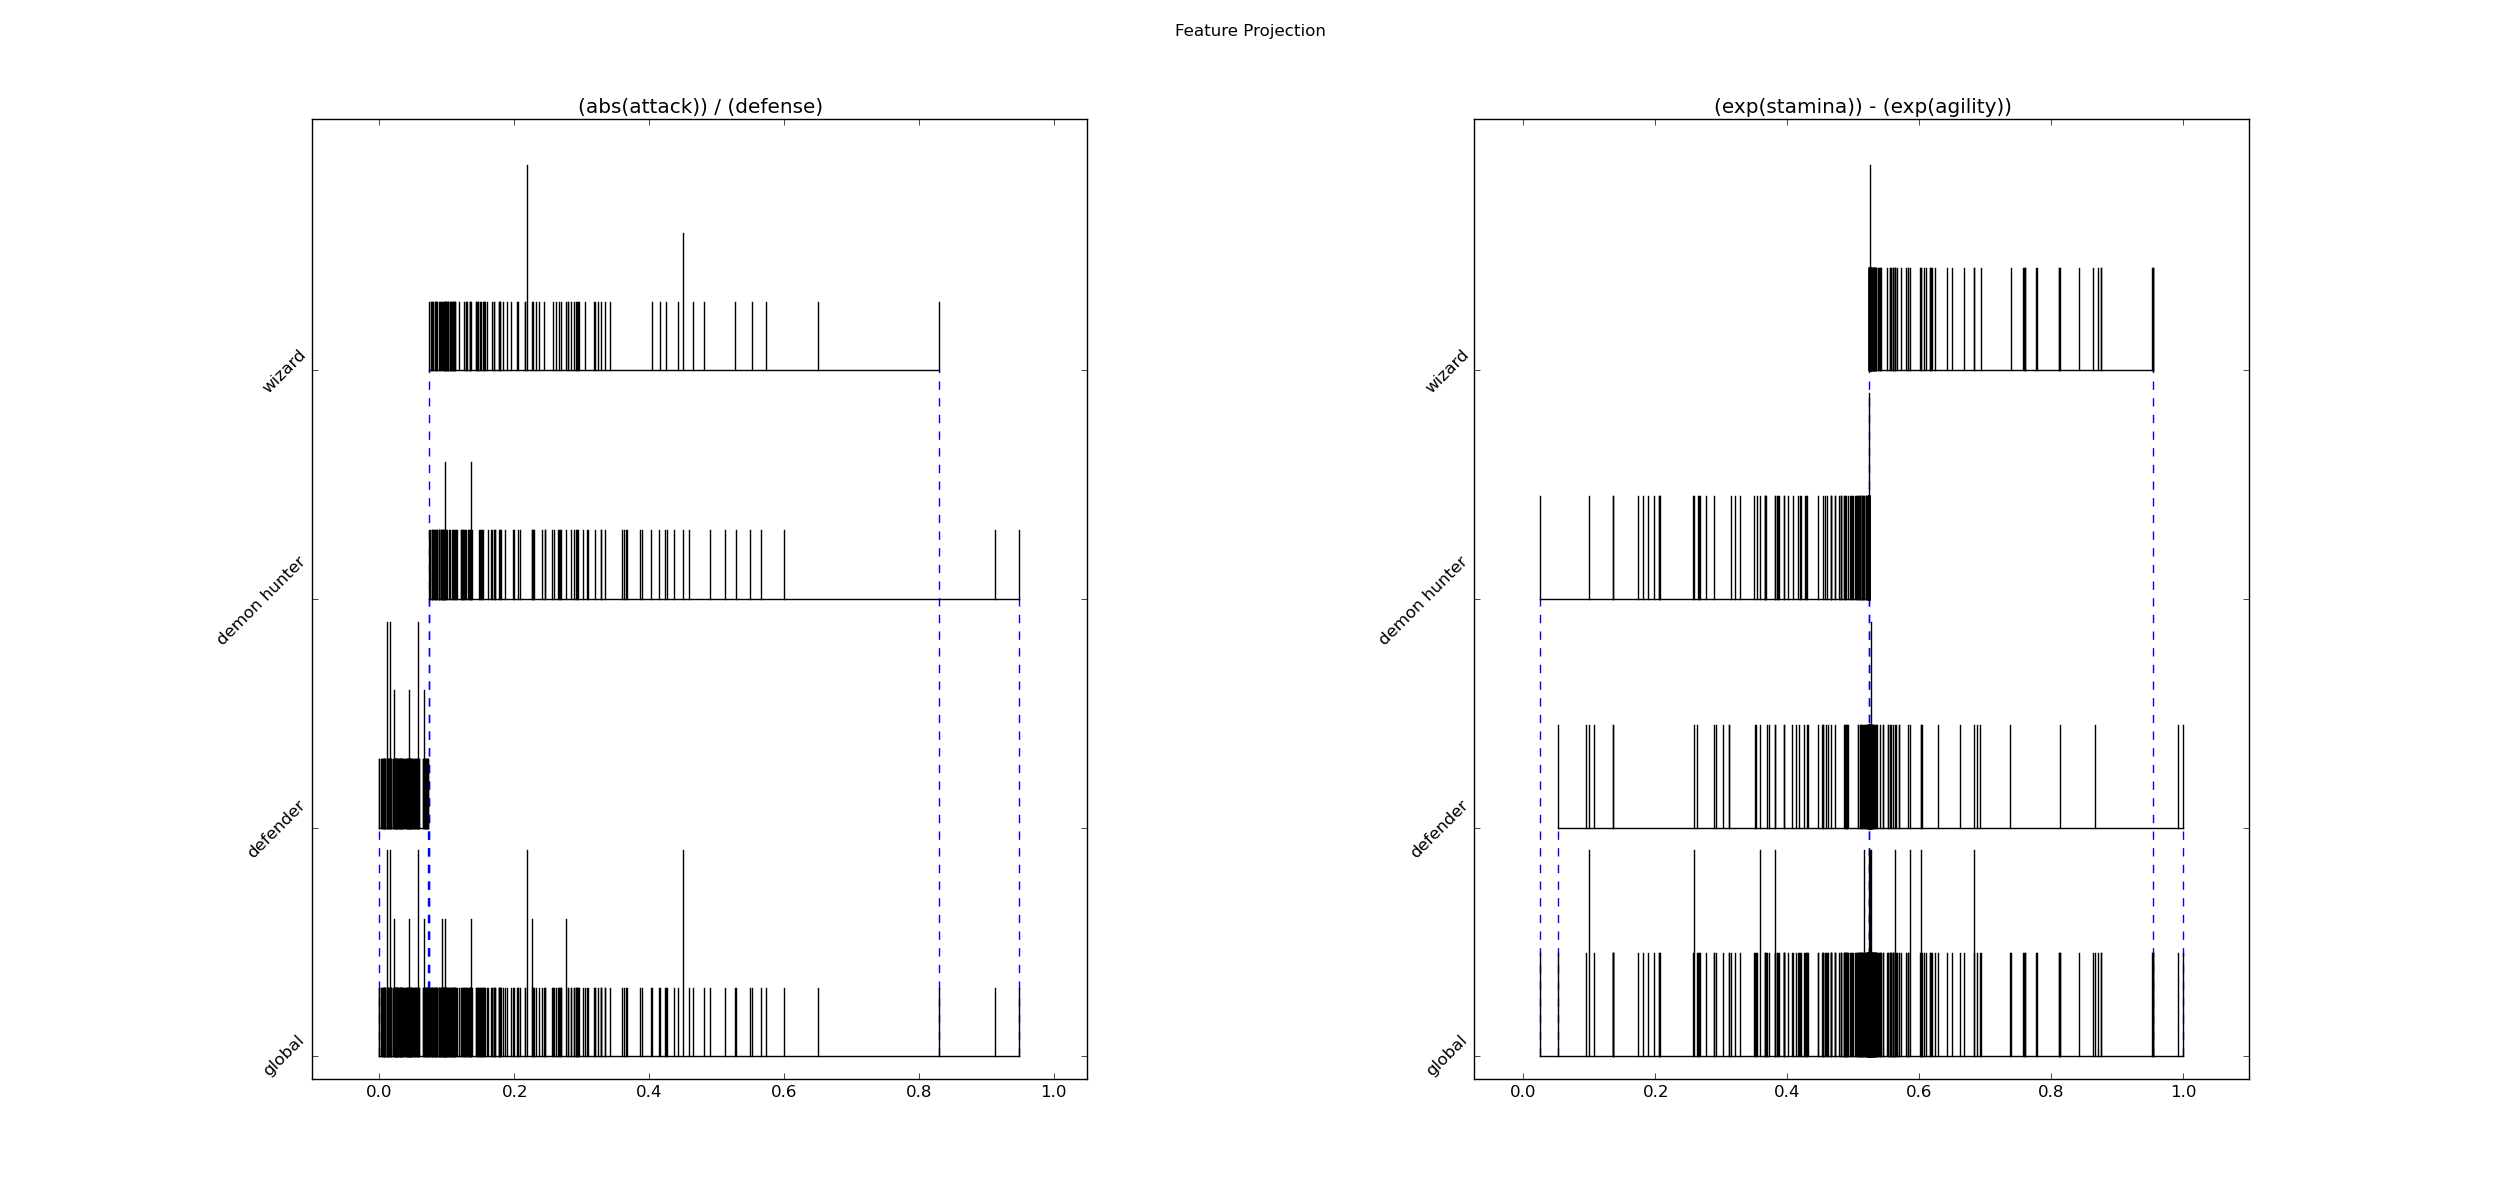 Feature Projection
(abs(attack)) / (defense)
wizard
demon hunter
defender
global
0.0 0.2 0.4 0.6 0.8 1.0
(exp(stamina)) - (exp(agility))
wizard
demon hunter
defender
global
0.0 0.2 0.4 0.6 0.8 1.0